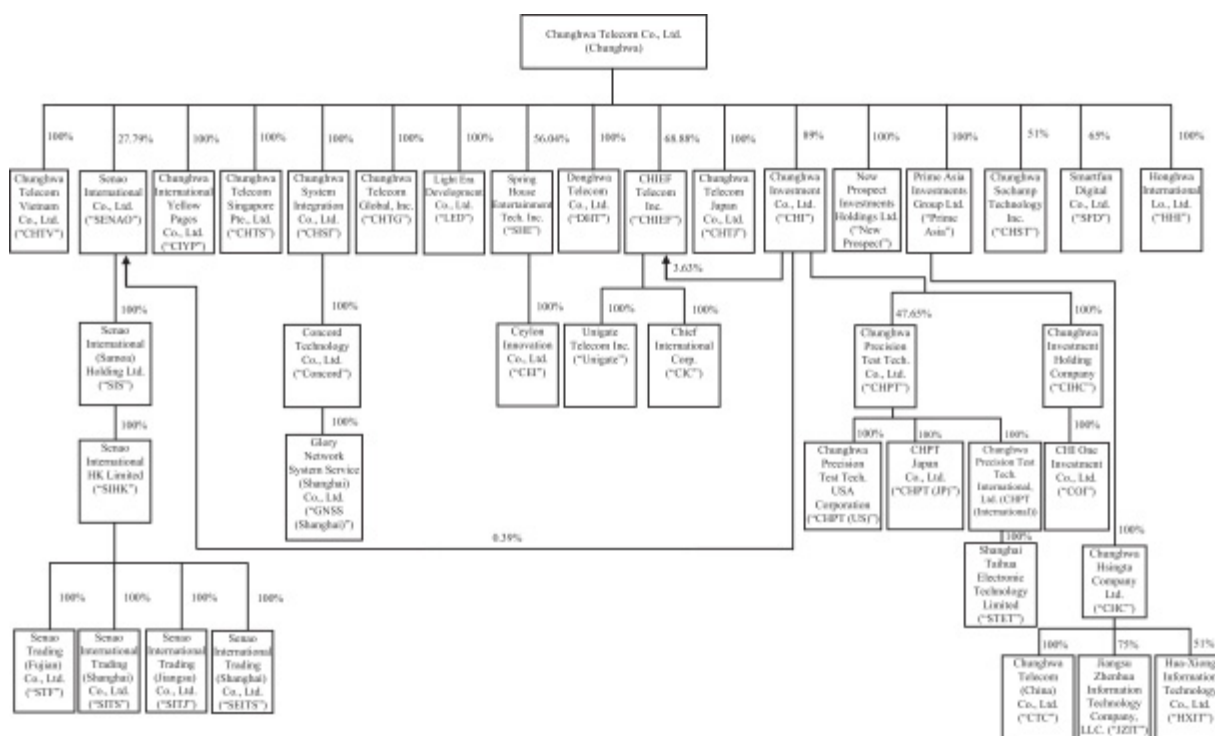 Chunghwa Telecom Co., Ltd.
(Chunghwa)
100%
27.79%
100%
100%
100%
100%
100%
56.04%
100%
68.88%
100%
89%
100%
100%
51%
65%
100%
Chunghwa
Telecom
Vietnam
Co., Ltd.
("CHTV")
Senao
International
Co., Ltd.
("SENAO")
Chunghwa
International
Yellow
Pages
Co., Ltd.
("CIYP")
Chunghwa
Telecom
Singapore
Pte., Ltd.
("CHTS")
Chunghwa
System
Integration
Co., Ltd.
("CHSI")
Chunghwa
Telecom
Global, Inc.
("CHTG")
Light Era
Development
Co., Ltd.
("LED")
Spring
House
Entertainment
Tech. Inc.
("SHE")
Donghwa
Telecom
Co., Ltd.
("DHT")
CHIEF
Telecom
Inc.
("CHIEF")
Chunghwa
Telecom
Japan
Co., Ltd.
("CHTJ")
Chunghwa
Investment
Co., Ltd.
("CHI")
New
Prospect
Investments
Holdings Ltd.
("New
Prospect")
Prime Asia
Investments
Group Ltd.
("Prime
Asia")
Chunghwa
Sochamp
Technology
Inc.
("CHST")
Smartfun
Digital
Co., Ltd.
("SFD")
Honghwa
International
Co., Ltd.
("HHI")
3.63%
100%
100%
100%
100%
100%
47.65%
100%
Senao
International
(Samoa)
Holding Ltd.
("SIS")
Concord
Technology
Co., Ltd.
("Concord")
Ceylon
Innovation
Co., Ltd.
("CEI")
Unigate
Telecom Inc.
("Unigate")
Chief
International
Corp.
("CIC")
Chunghwa
Precision
Test Tech.
Co., Ltd.
("CHPT")
Chunghwa
Investment
Holding
Company
("CIHC")
100%
100%
100%
100%
100%
100%
Senao
International
HK Limited
("SIHK")
Glory
Network
System Service
(Shanghai)
Co., Ltd.
("GNSS
(Shanghai)")
Chunghwa
Precision
Test Tech.
USA
Corporation
("CHPT (US)")
CHPT
Japan
Co., Ltd.
("CHPT (JP)")
Chunghwa
Precision Test
Tech.
International,
Ltd. (CHPT
(International))
CHI One
Investment
Co., Ltd.
("COI")
0.39%
100%
100%
Shanghai
Taihua
Electronic
Technology
Limited
("STET")
Chunghwa
Hsingta
Company
Ltd.
("CHC")
100%
100%
100%
100%
Senao
Trading
(Fujian)
Co., Ltd.
("STF")
Senao
International
Trading
(Shanghai)
Co., Ltd.
("SITS")
Senao
International
Trading
(Jiangsu)
Co., Ltd.
("SITJ")
Senao
International
Trading
(Shanghai)
Co., Ltd.
("SEITS")
100%
75%
51%
Chunghwa
Telecom
(China)
Co., Ltd.
("CTC")
Jiangsu
Zhenhua
Information
Technology
Company,
LLC. ("JZIT")
Hua-Xiong
Information
Technology
Co., Ltd.
("HXIT")